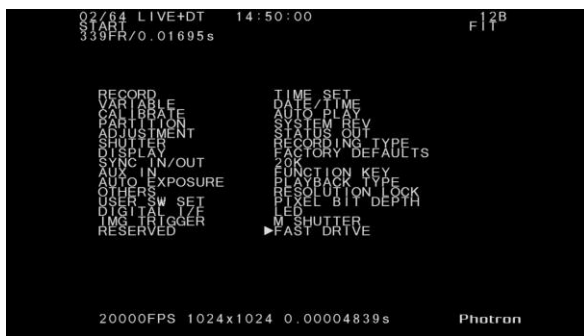 02/64 LIVE+DT 14:50:00 12B
START FIT
339FR/0.01695s
RECORD TIME SET
VARIABLE DATE/TIME
CALIBRATE AUTO PLAY
PARTITION SYSTEM REV
ADJUSTMENT STATUS OUT
SHUTTER RECORDING TYPE
DISPLAY FACTORY DEFAULTS
SYNC IN/OUT 20K
AUX IN FUNCTION KEY
AUTO EXPOSURE PLAYBACK TYPE
OTHERS RESOLUTION LOCK
USER SW SET PIXEL BIT DEPTH
DIGITAL I/F LED
IMG TRIGGER M SHUTTER
RESERVED ▶FAST DRIVE
20000FPS 1024x1024 0.00004839s Photron